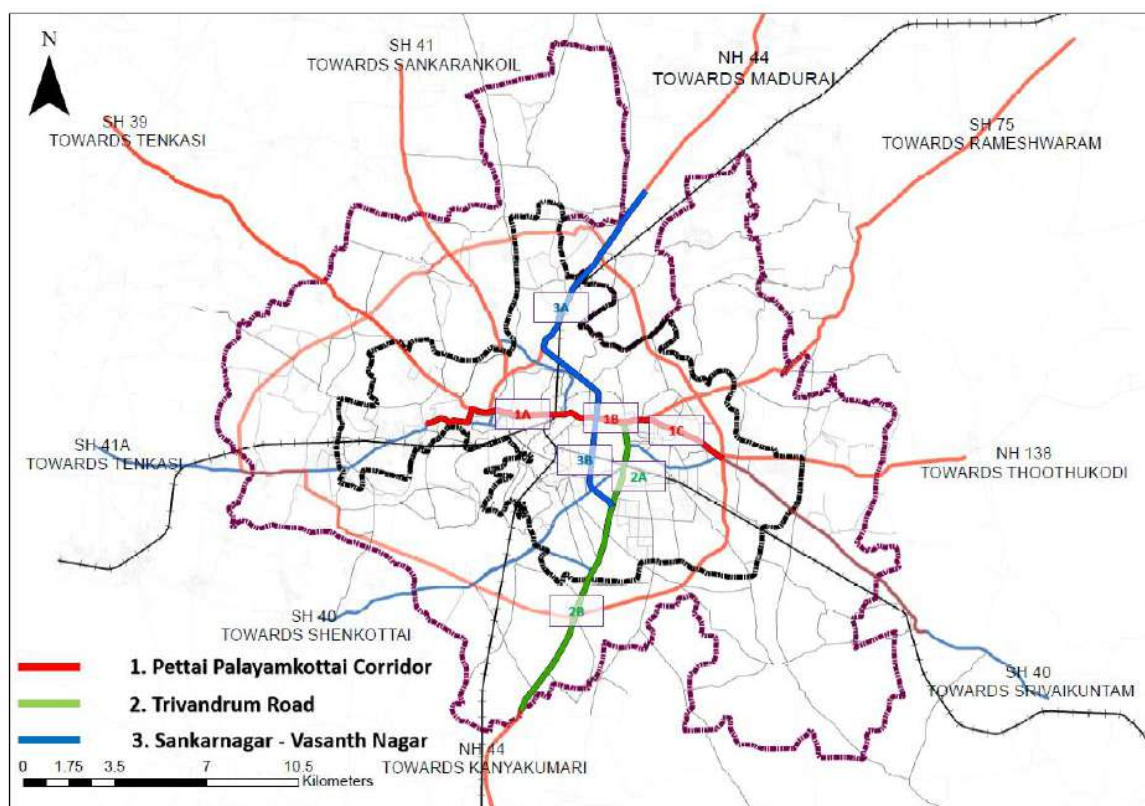 N
SH 41
TOWARDS SANKARANKOIL
NH 44
TOWARDS MADURAI
SH 39
TOWARDS TENKASI
SH 75
TOWARDS RAMESHWARAM
3A
1A
1B
1C
SH 41A
TOWARDS TENKASI
3B
2A
NH 138
TOWARDS THOOTHUKODI
2B
SH 40
TOWARDS SHENKOTTAI
1. Pettai Palayamkottai Corridor
SH 40
TOWARDS SRIVAIKUNTAM
2. Trivandrum Road
3. Sankarnagar - Vasanth Nagar
NH 44
TOWARDS KANYAKUMARI
0 1.75 3.5 7 10.5
Kilometers